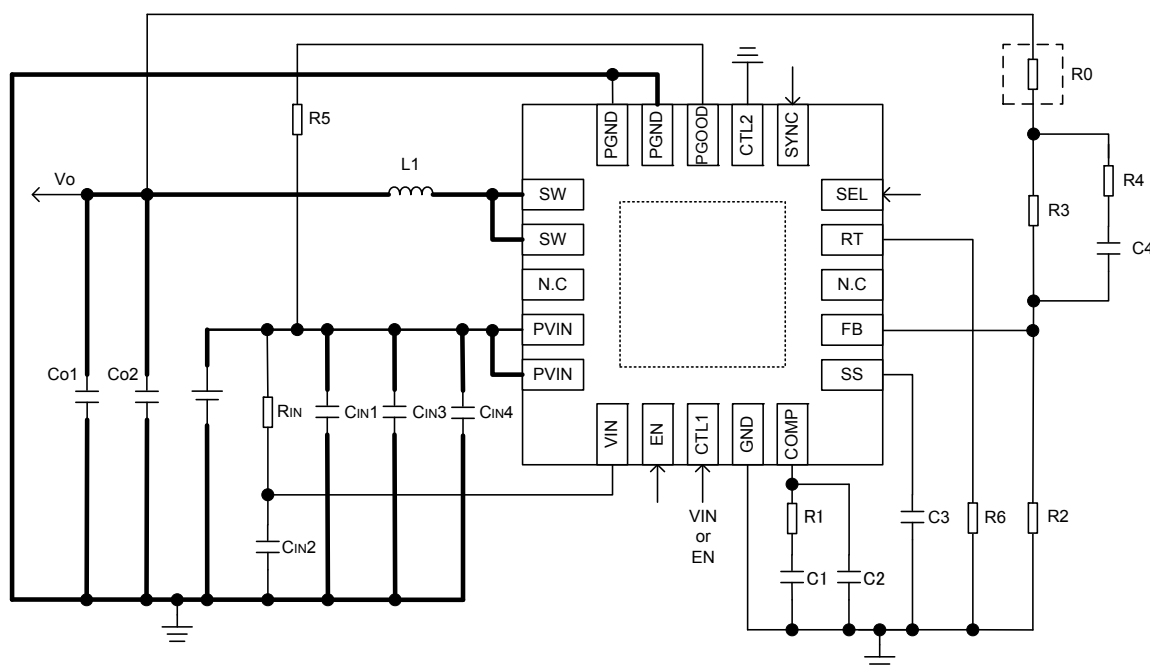 R0
R5
PGND
PGND
PGOOD
CTL2
SYNC
L1
Vo
SW
SEL
R4
R3
SW
RT
C4
N.C
N.C
PVIN
FB
Co1
Co2
PVIN
SS
RIN
CIN1
CIN3
CIN4
VIN
EN
CTL1
GND
COMP
VIN
or
EN
R1
C3
R6
R2
CIN2
C1
C2